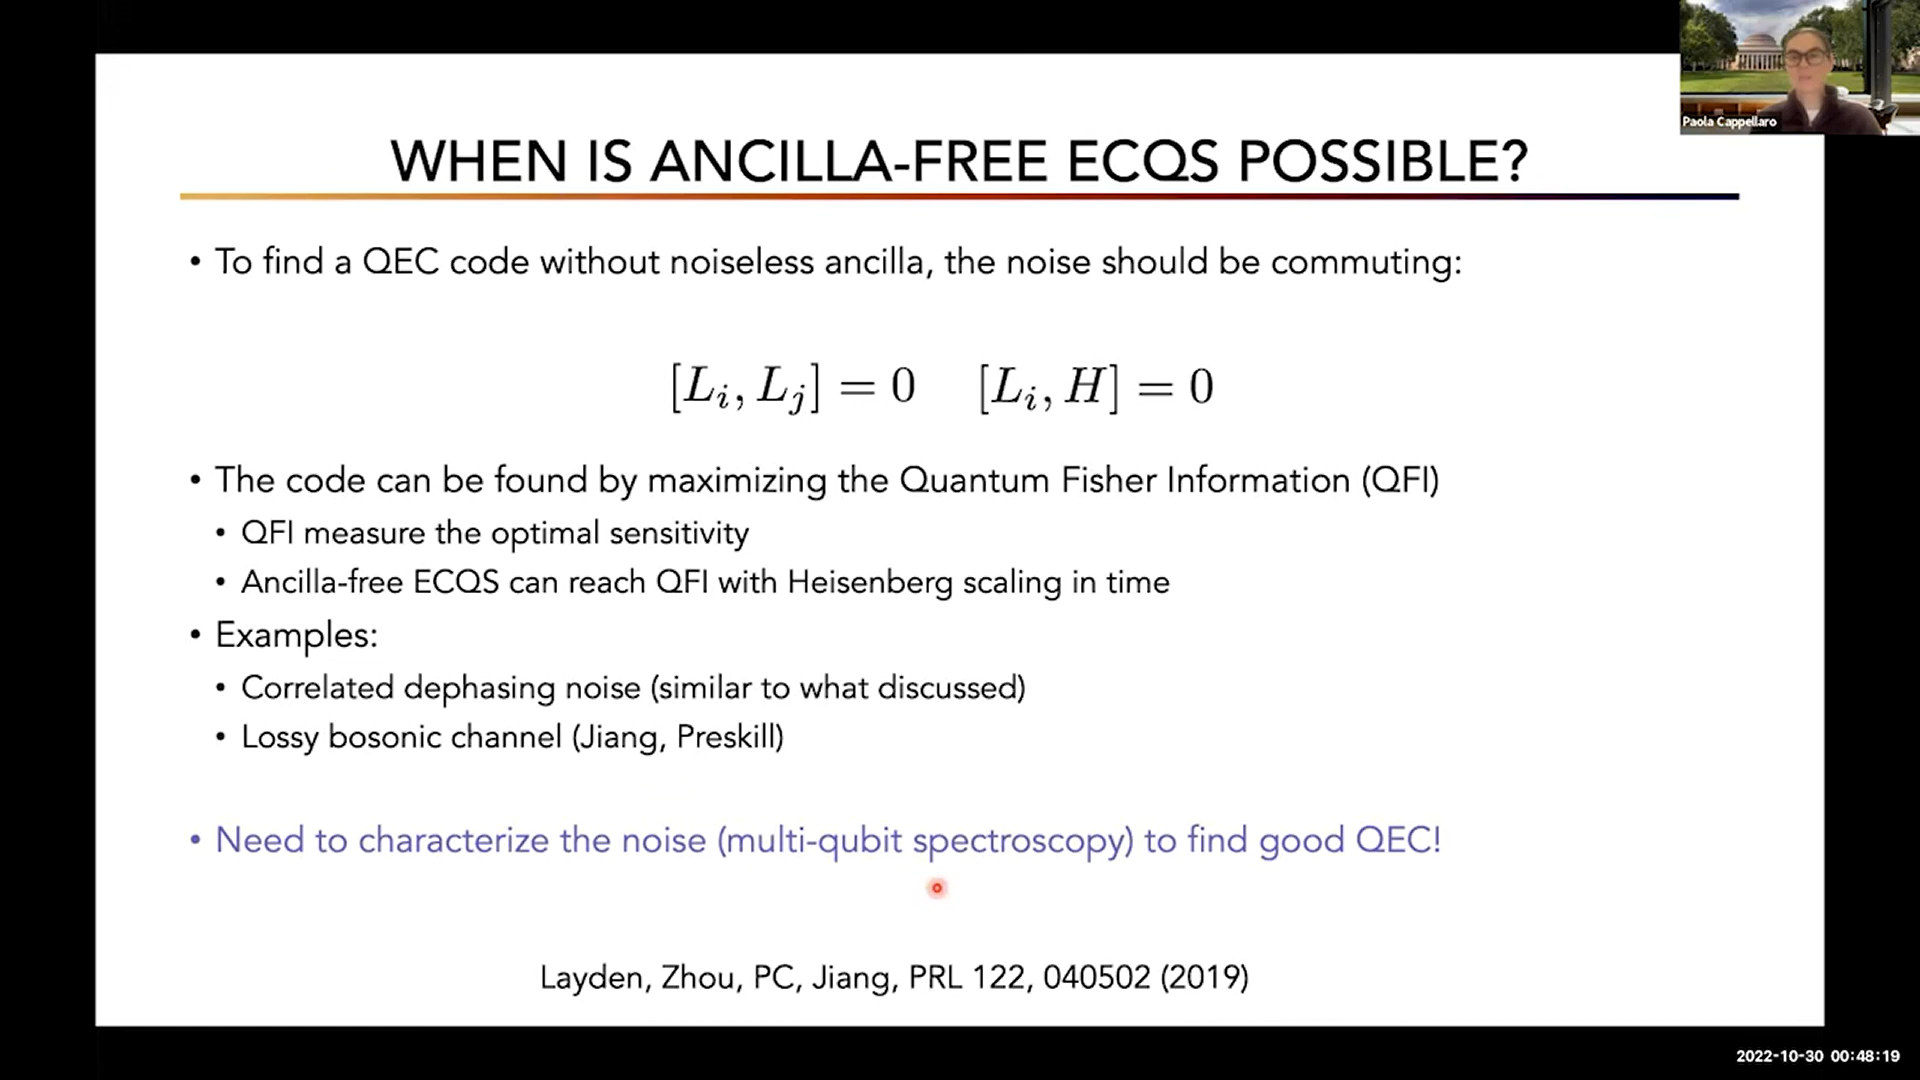 Paola Cappellaro
WHEN IS ANCILLA-FREE ECQS POSSIBLE?
• To find a QEC code without noiseless ancilla, the noise should be commuting:
[L_i, L_j] = 0 [L_i, H] = 0
• The code can be found by maximizing the Quantum Fisher Information (QFI)
• QFI measure the optimal sensitivity
• Ancilla-free ECQS can reach QFI with Heisenberg scaling in time
• Examples:
• Correlated dephasing noise (similar to what discussed)
• Lossy bosonic channel (Jiang, Preskill)
• Need to characterize the noise (multi-qubit spectroscopy) to find good QEC!
Layden, Zhou, PC, Jiang, PRL 122, 040502 (2019)
2022-10-30 00:48:19